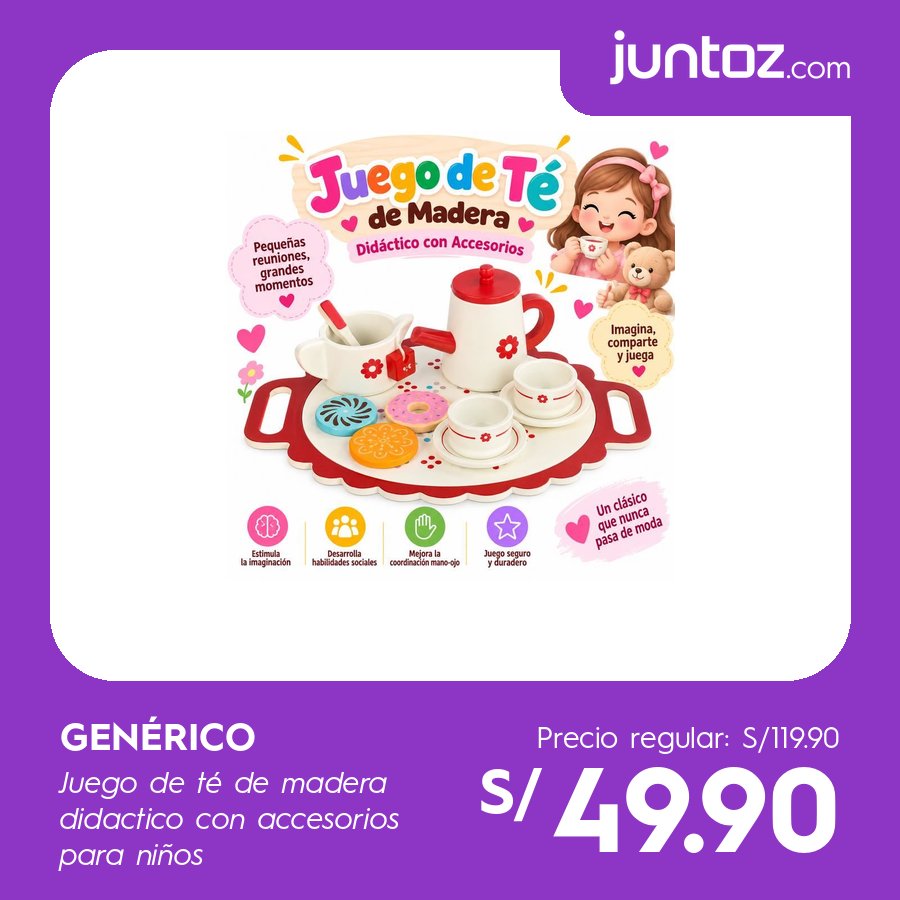 juntoz.com
Juego de Té
de Madera
Didáctico con Accesorios
Pequeñas
reuniones,
grandes
momentos
Imagina,
comparte
y juega
Un clásico
que nunca
pasa de moda
Estimula
la imaginación
Desarrolla
habilidades sociales
Mejora la
coordinación mano-ojo
Juego seguro
y duradero
GENÉRICO
Juego de té de madera
didactico con accesorios
para niños
Precio regular: S/119.90
S/49.90